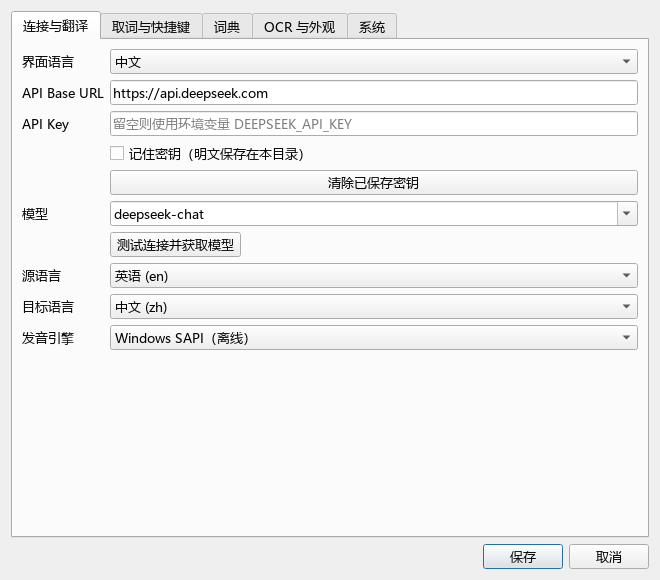 连接与翻译 取词与快捷键 词典 OCR 与外观 系统
界面语言 中文
API Base URL https://api.deepseek.com
API Key 留空则使用环境变量 DEEPSEEK_API_KEY
记住密钥（明文保存在本目录）
清除已保存密钥
模型 deepseek-chat
测试连接并获取模型
源语言 英语 (en)
目标语言 中文 (zh)
发音引擎 Windows SAPI（离线）
保存 取消